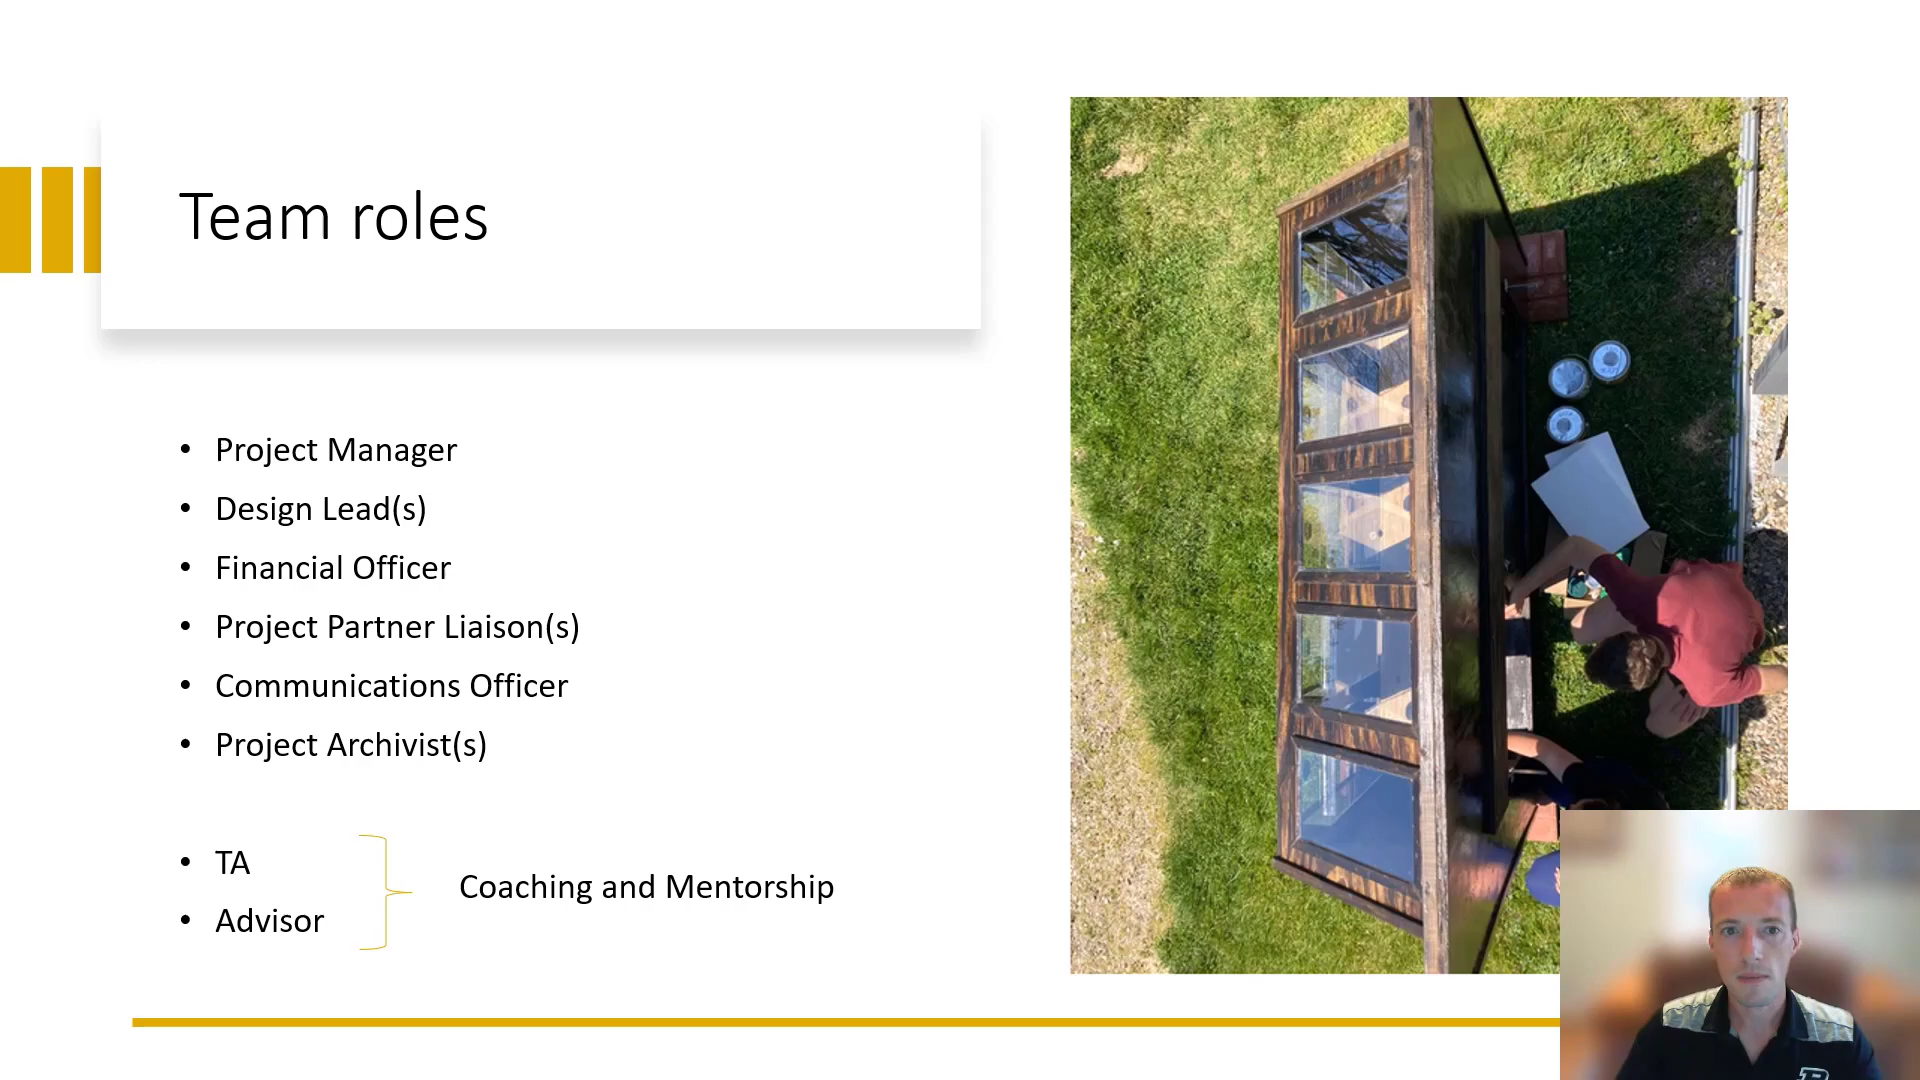 Team roles
• Project Manager
• Design Lead(s)
• Financial Officer
• Project Partner Liaison(s)
• Communications Officer
• Project Archivist(s)
• TA
• Advisor
Coaching and Mentorship